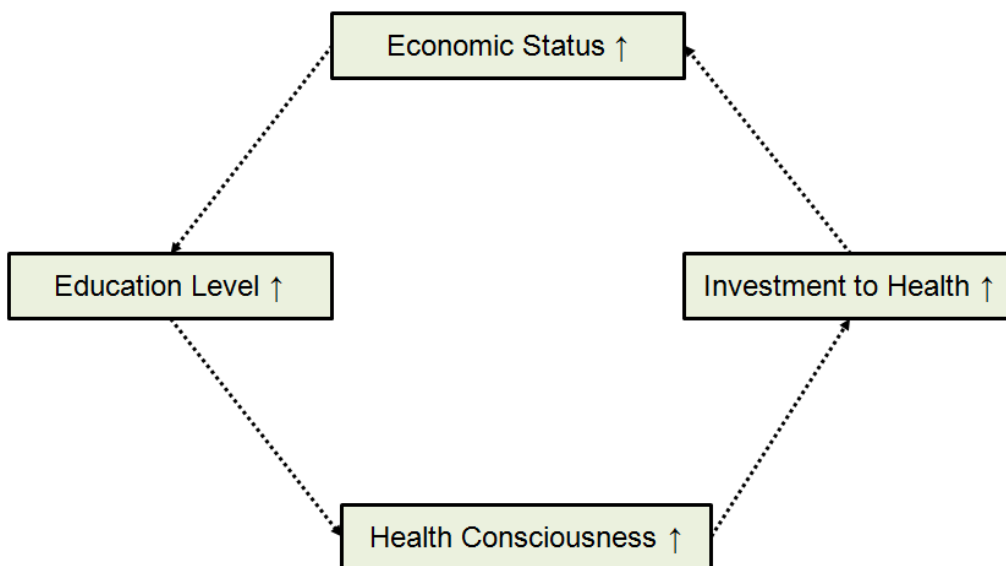 Economic Status ↑
Education Level ↑
Investment to Health ↑
Health Consciousness ↑